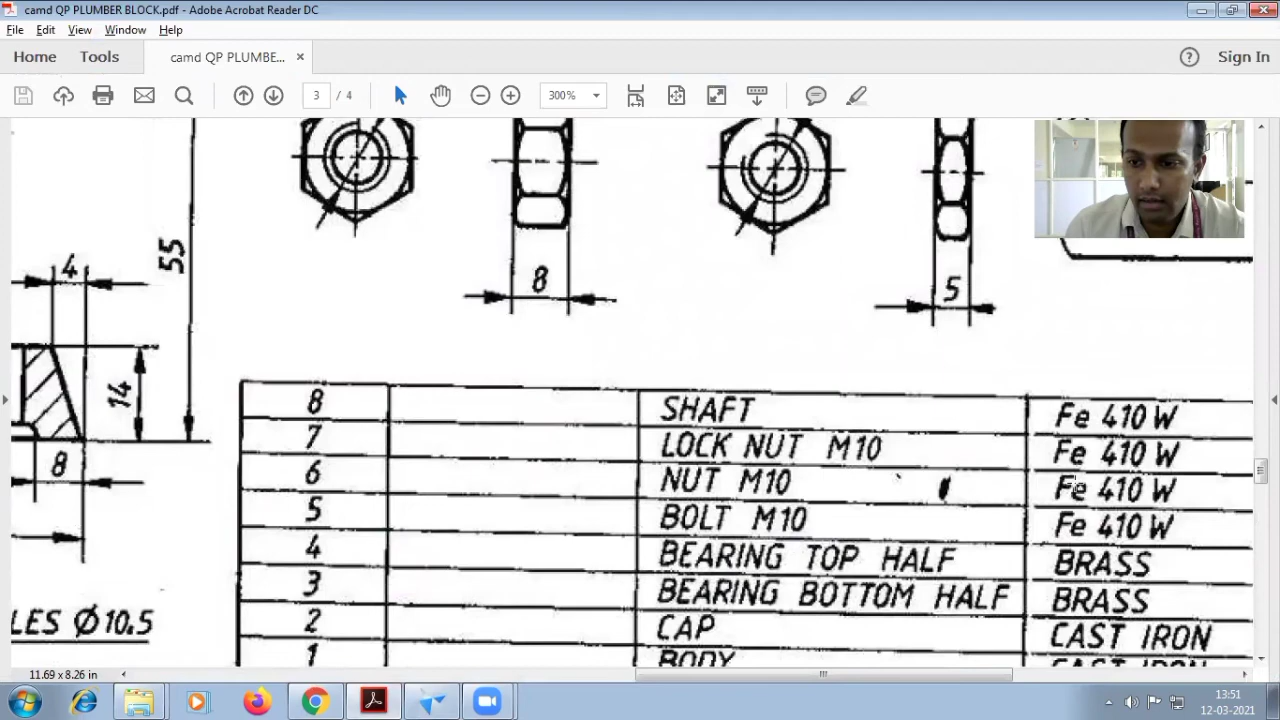 camd QP PLUMBER BLOCK.pdf - Adobe Acrobat Reader DC
File Edit View Window Help
Home Tools camd QP PLUMBE... × ? Sign In
3 / 4 300%
55
4
14
8
8
5
LES Ø10.5
8 SHAFT Fe 410 W
7 LOCK NUT M10 Fe 410 W
6 NUT M10 Fe 410 W
5 BOLT M10 Fe 410 W
4 BEARING TOP HALF BRASS
3 BEARING BOTTOM HALF BRASS
2 CAP CAST IRON
1 BODY CAST IRON
11.69 x 8.26 in
13:51
12-03-2021